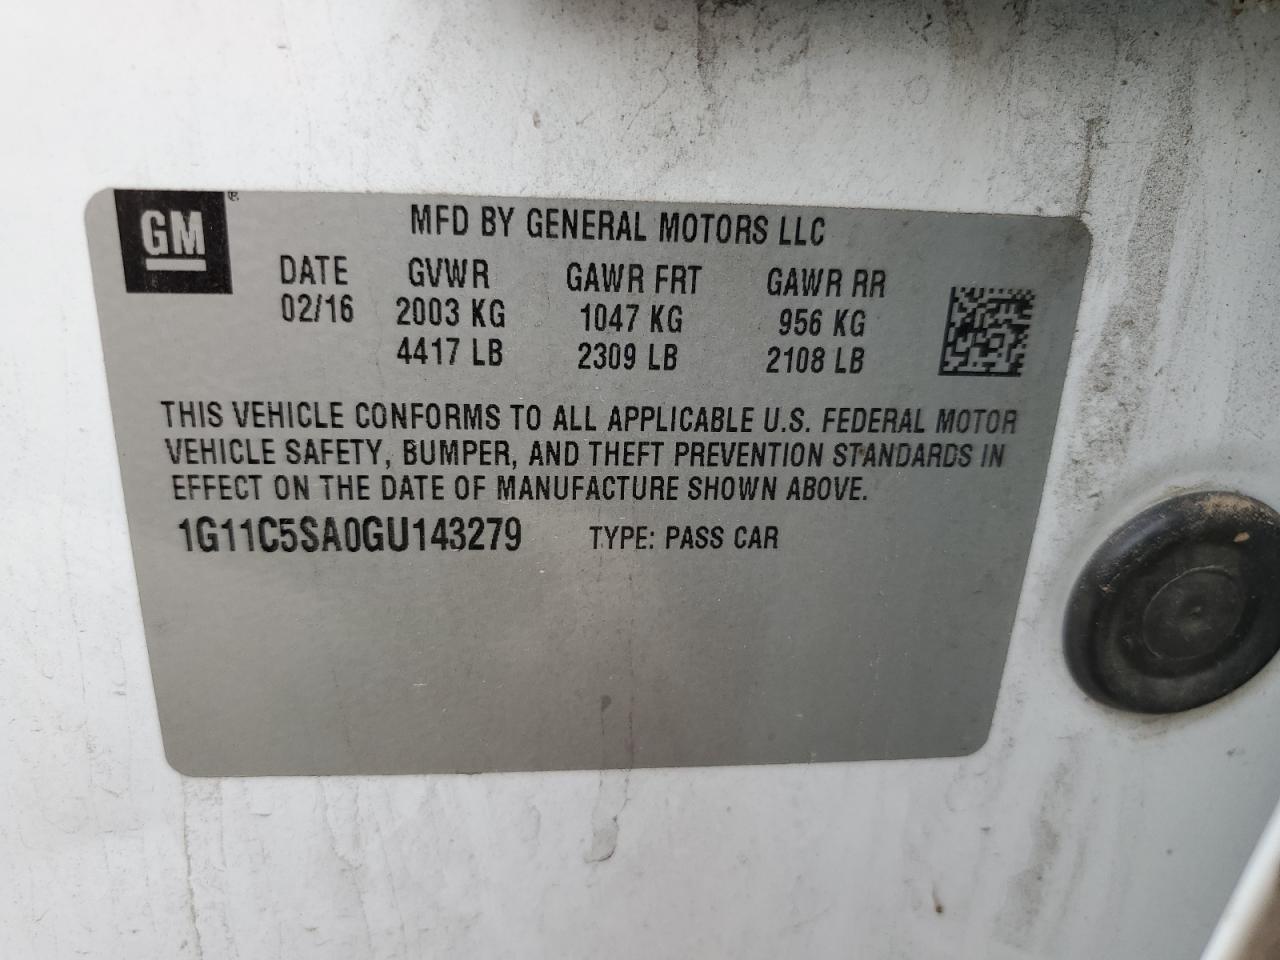 GM ®
MFD BY GENERAL MOTORS LLC
DATE GVWR GAWR FRT GAWR RR
02/16 2003 KG 1047 KG 956 KG
4417 LB 2309 LB 2108 LB
THIS VEHICLE CONFORMS TO ALL APPLICABLE U.S. FEDERAL MOTOR
VEHICLE SAFETY, BUMPER, AND THEFT PREVENTION STANDARDS IN
EFFECT ON THE DATE OF MANUFACTURE SHOWN ABOVE.
1G11C5SA0GU143279 TYPE: PASS CAR